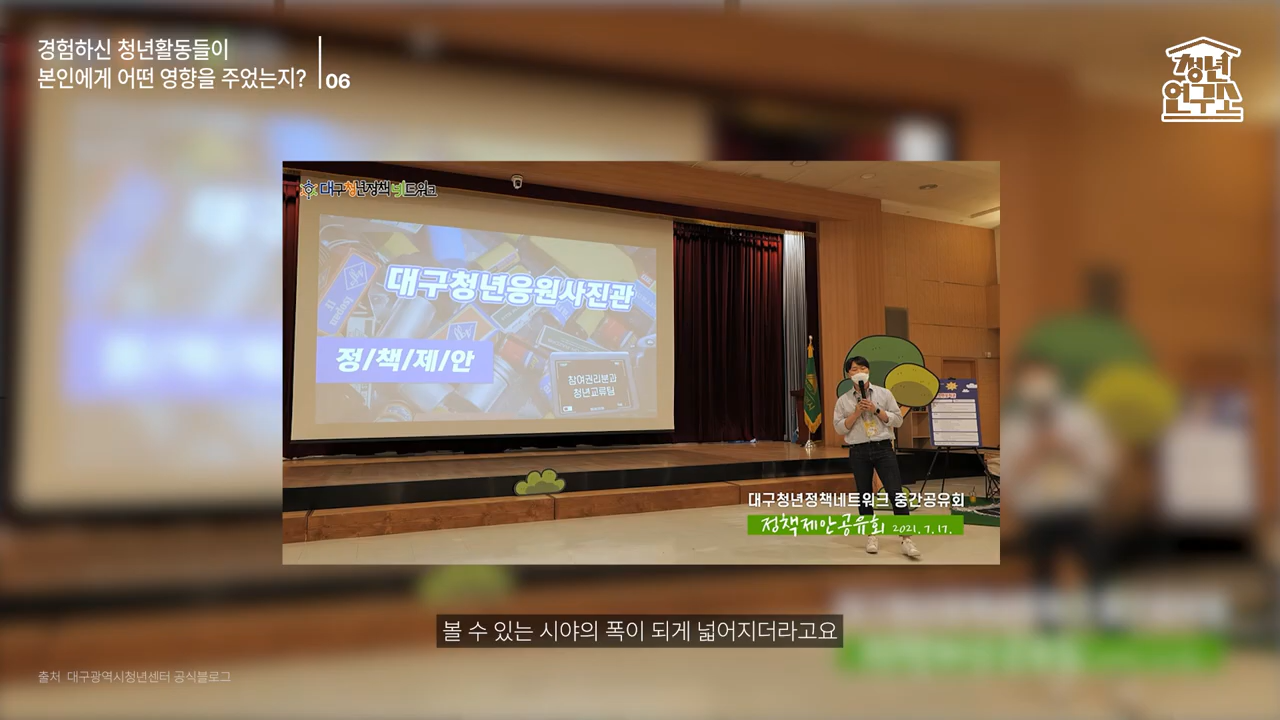 경험하신 청년활동들이
본인에게 어떤 영향을 주었는지?
06
청년
연구소
대구청년정책네트워크
대구청년응원사진관
정/책/제/안
참여권리분과
청년교류팀
대구청년정책네트워크 중간공유회
정책제안공유회 2021. 7. 17.
볼 수 있는 시야의 폭이 되게 넓어지더라고요
출처 대구광역시청년센터 공식블로그